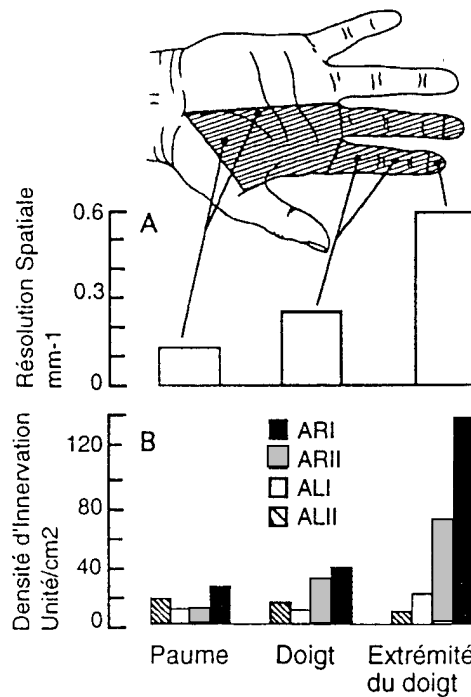 Résolution Spatiale
mm-1
A
0.6
0.3
0
Densité d'Innervation
Unité/cm2
B
120
80
40
0
ARI
ARII
ALI
ALII
Paume
Doigt
Extrémité
du doigt